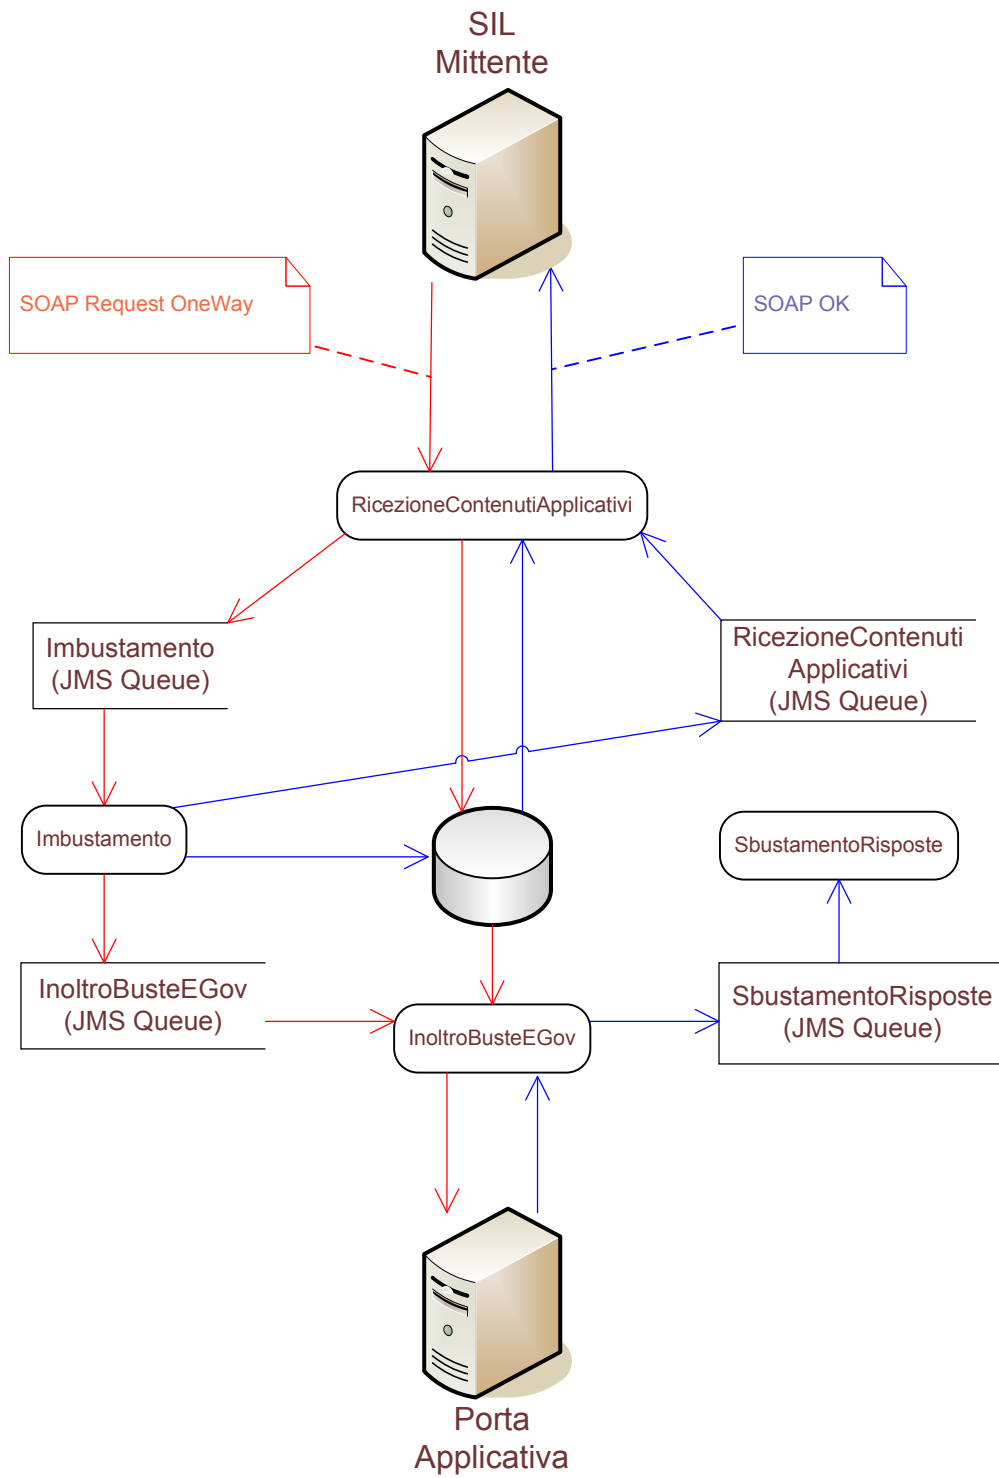 SIL
Mittente
SOAP Request OneWay
SOAP OK
RicezioneContenutiApplicativi
Imbustamento
(JMS Queue)
RicezioneContenuti
Applicativi
(JMS Queue)
Imbustamento
SbustamentoRisposte
InoltroBusteEGov
(JMS Queue)
InoltroBusteEGov
SbustamentoRisposte
(JMS Queue)
Porta
Applicativa